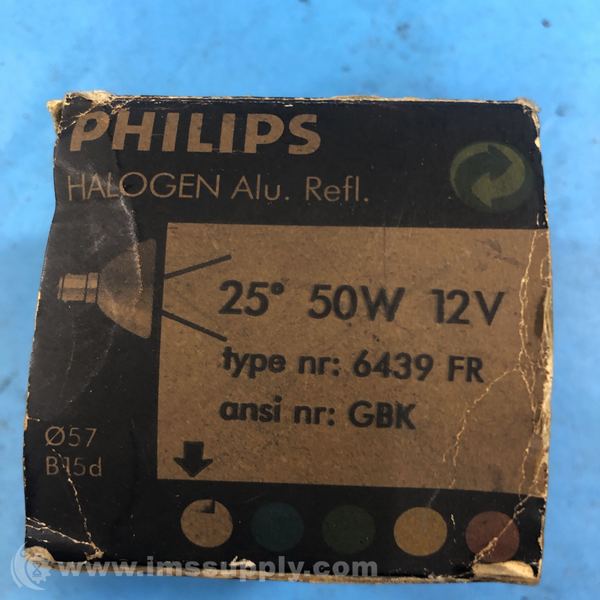 PHILIPS
HALOGEN Alu. Refl.
25° 50W 12V
type nr: 6439 FR
ansi nr: GBK
Ø57
B15d
www.imssupply.com